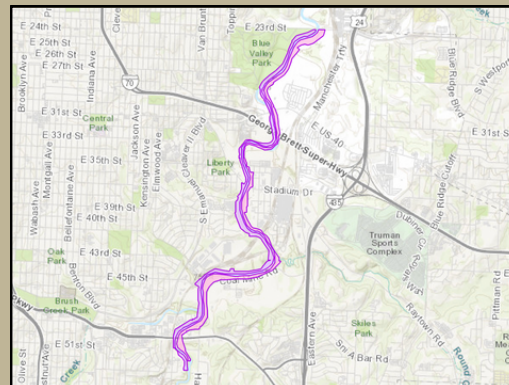 E 23rd St
E 24th St
E 25th St
E 26th St
E 27th St
Blue
Valley
Park
Van Brunt
24
Manchester Trfy
Brooklyn Ave
Indiana Ave
70
E 31st St
Central
Park
George Brett-Super-Hwy
E US 40
Blue Ridge Blvd
E 31st S
E 33rd St
E 35th St
Montgall Ave
Jackson Ave
Kensington Ave
Elmwood Ave
S Emanuel Cleaver II Blvd
Liberty
Park
Stadium Dr
Blue Ridge Cutoff
Wabash Ave
Bellefontaine Ave
E 39th St
E 40th St
435
Truman
Sports
Complex
Oak
Park
E 43rd St
E 45th St
Benton Blvd
Coal Mine Rd
Pkwy
Brush
Creek Park
E 51st St
Eastern Ave
Skiles
Park
Raytown Rd
Pittman Rd
Sni A Bar Rd
Olive St
Creek
Round